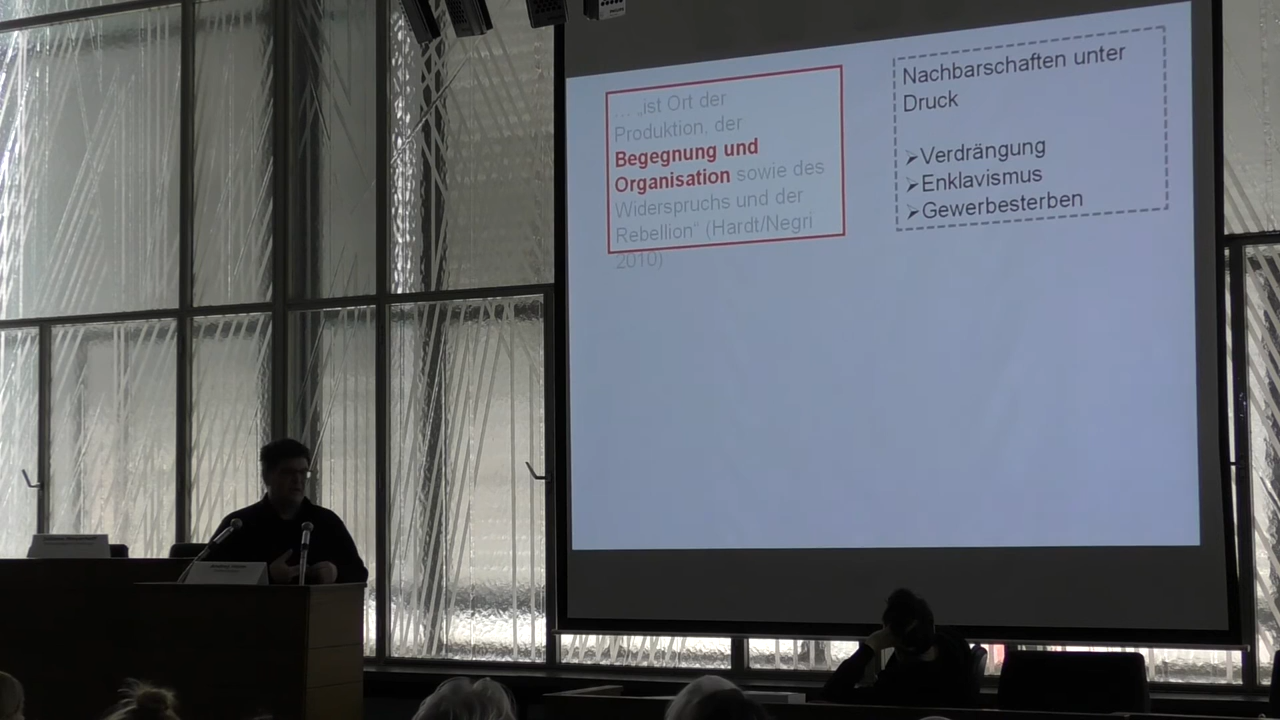 … „ist Ort der
Produktion, der
Begegnung und
Organisation sowie des
Widerspruchs und der
Rebellion“ (Hardt/Negri
2010)
Nachbarschaften unter
Druck
➢Verdrängung
➢Enklavismus
➢Gewerbesterben